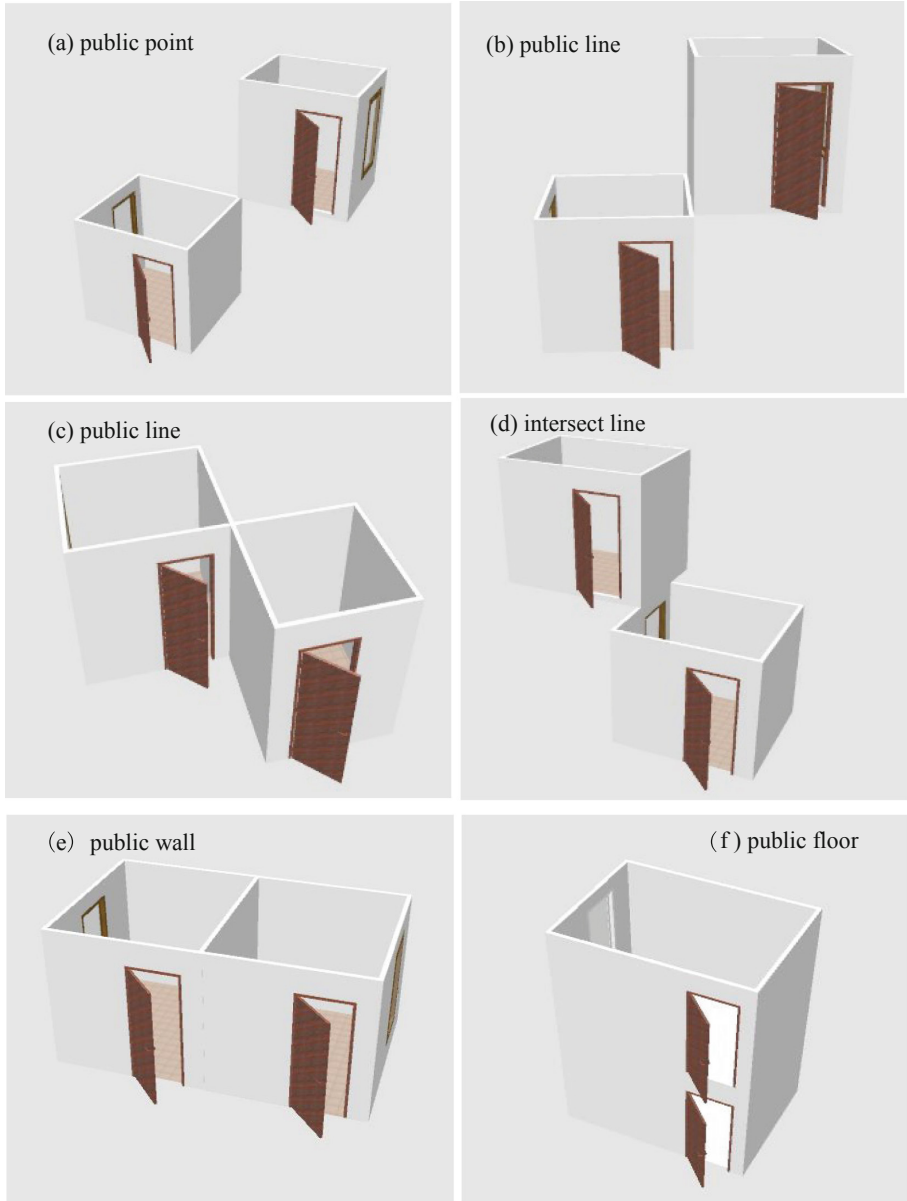 (a) public point
(b) public line
(c) public line
(d) intersect line
（e）public wall
（f ) public floor